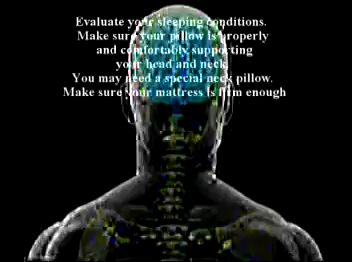 Evaluate your sleeping conditions.
Make sure your pillow is properly
and comfortably supporting
your head and neck.
You may need a special neck pillow.
Make sure your mattress is firm enough